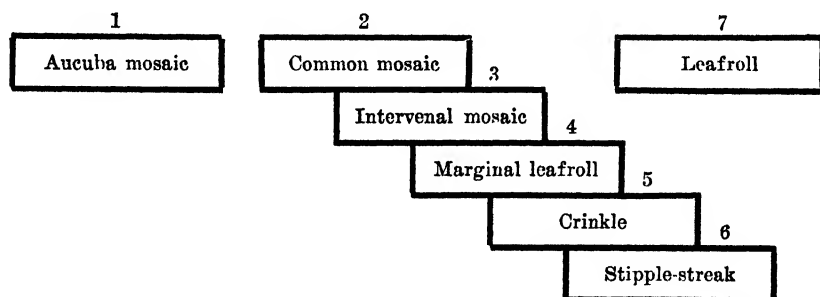 1 2 7
Aucuba mosaic Common mosaic Leafroll
3
Intervenal mosaic
4
Marginal leafroll
5
Crinkle
6
Stipple-streak